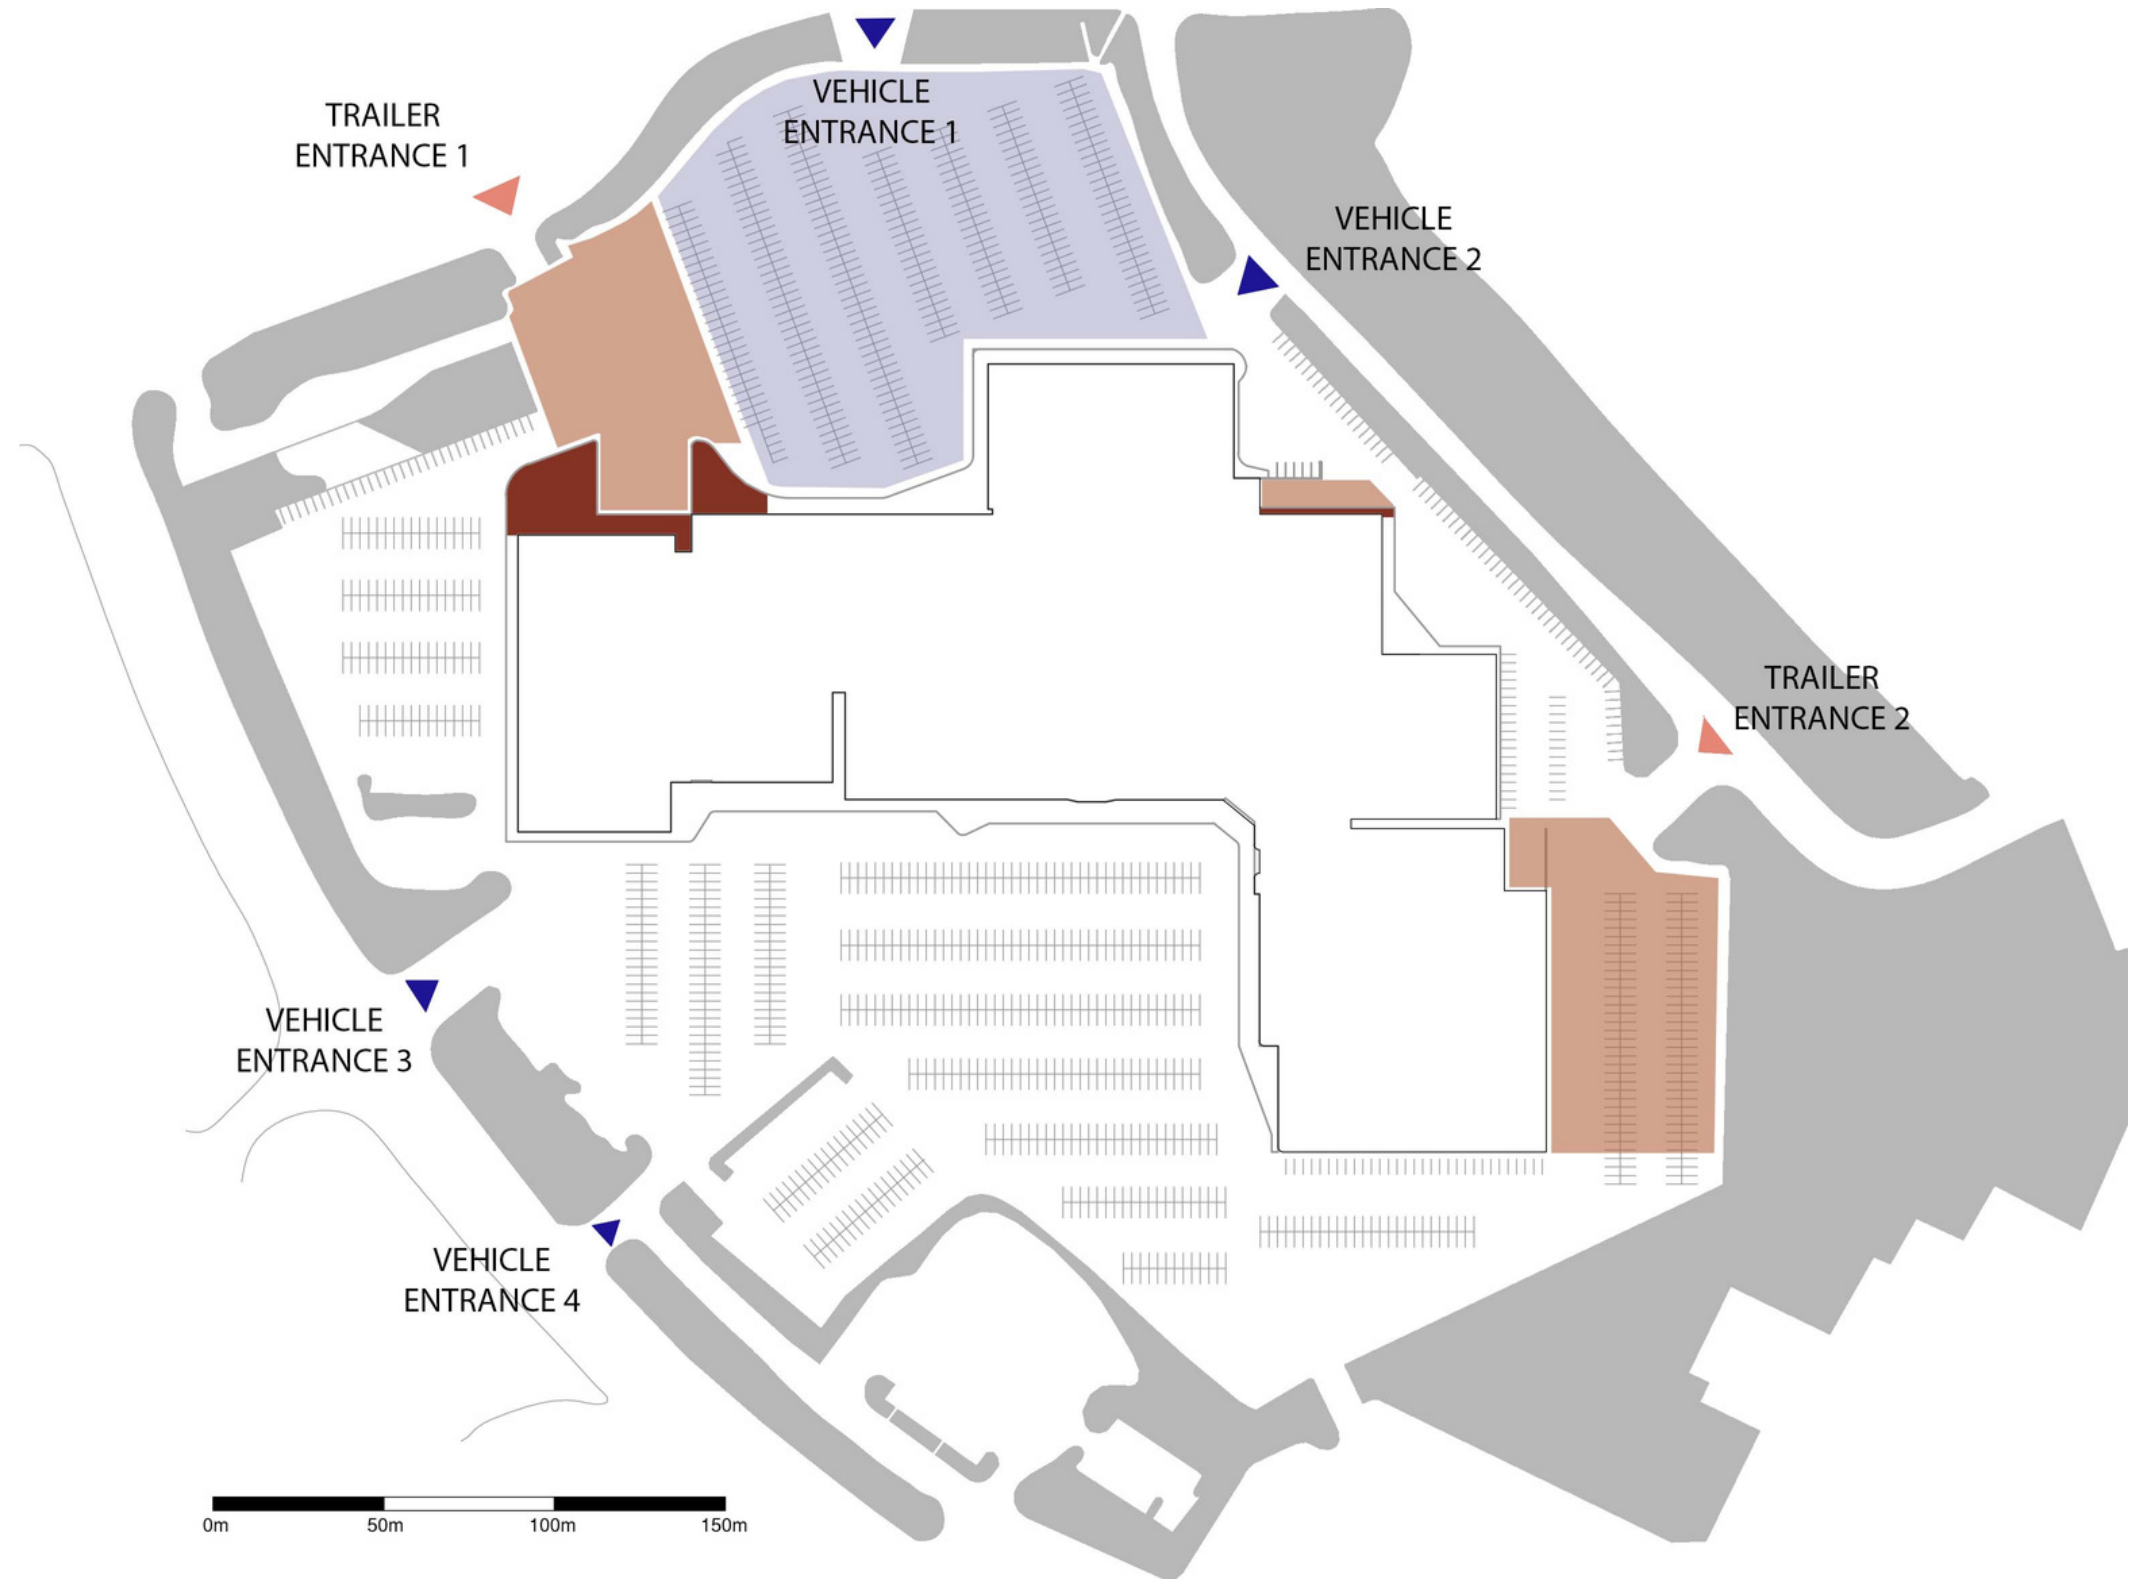 VEHICLE
ENTRANCE 1
TRAILER
ENTRANCE 1
VEHICLE
ENTRANCE 2
TRAILER
ENTRANCE 2
VEHICLE
ENTRANCE 3
VEHICLE
ENTRANCE 4
0m 50m 100m 150m